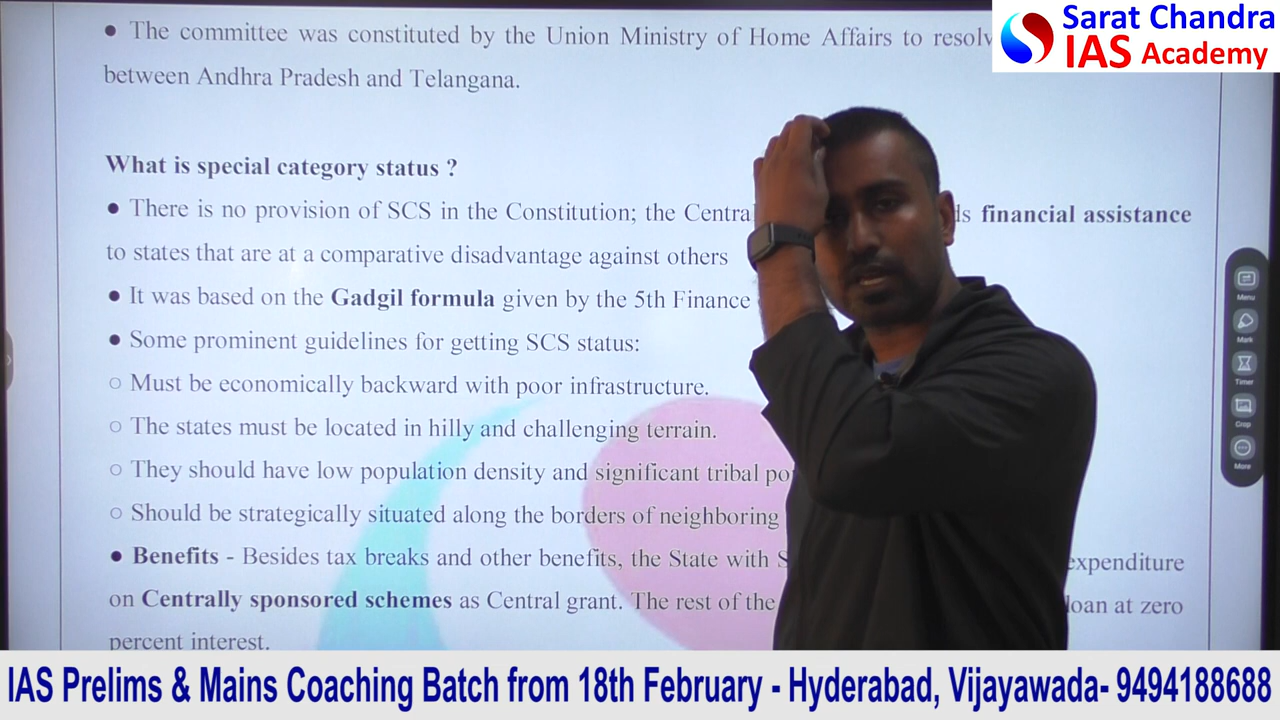 Sarat Chandra
IAS Academy
● The committee was constituted by the Union Ministry of Home Affairs to resolv
between Andhra Pradesh and Telangana.
What is special category status ?
● There is no provision of SCS in the Constitution; the Centra ds financial assistance
to states that are at a comparative disadvantage against others
● It was based on the Gadgil formula given by the 5th Finance
● Some prominent guidelines for getting SCS status:
○ Must be economically backward with poor infrastructure.
○ The states must be located in hilly and challenging terrain.
○ They should have low population density and significant tribal po
○ Should be strategically situated along the borders of neighboring
● Benefits - Besides tax breaks and other benefits, the State with S expenditure
on Centrally sponsored schemes as Central grant. The rest of the loan at zero
percent interest.
Menu
Mark
Timer
Crop
More
IAS Prelims & Mains Coaching Batch from 18th February - Hyderabad, Vijayawada- 9494188688